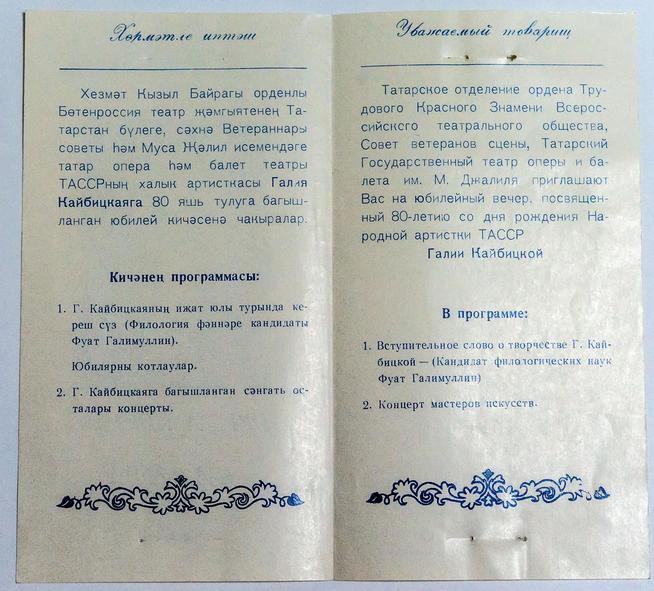 Хөрмәтле иптәш
Хезмәт Кызыл Байрагы орденлы
Бөтенроссия театр җәмгыятенең Та-
тарстан бүлеге, сәхнә Ветераннары
советы һәм Муса Җәлил исемендәге
татар опера һәм балет театры
ТАССРның халык артисткасы Галия
Кайбицкаяга 80 яшь тулуга багыш-
ланган юбилей кичәсенә чакыралар.
Кичәнең программасы:
1. Г. Кайбицкаяның иҗат юлы турында ке-
реш сүз (Филология фәннәре кандидаты
Фуат Галимуллин).
Юбилярны котлаулар.
2. Г. Кайбицкаяга багышланган сәнгать ос-
талары концерты.
Уважаемый товарищ
Татарское отделение ордена Тру-
дового Красного Знамени Всерос-
сийского театрального общества,
Совет ветеранов сцены, Татарский
Государственный театр оперы и ба-
лета им. М. Джалиля приглашают
Вас на юбилейный вечер, посвящен-
ный 80-летию со дня рождения На-
родной артистки ТАССР
Галии Кайбицкой
В программе:
1. Вступительное слово о творчестве Г. Кай-
бицкой — (Кандидат филологических наук
Фуат Галимуллин)
2. Концерт мастеров искусств.